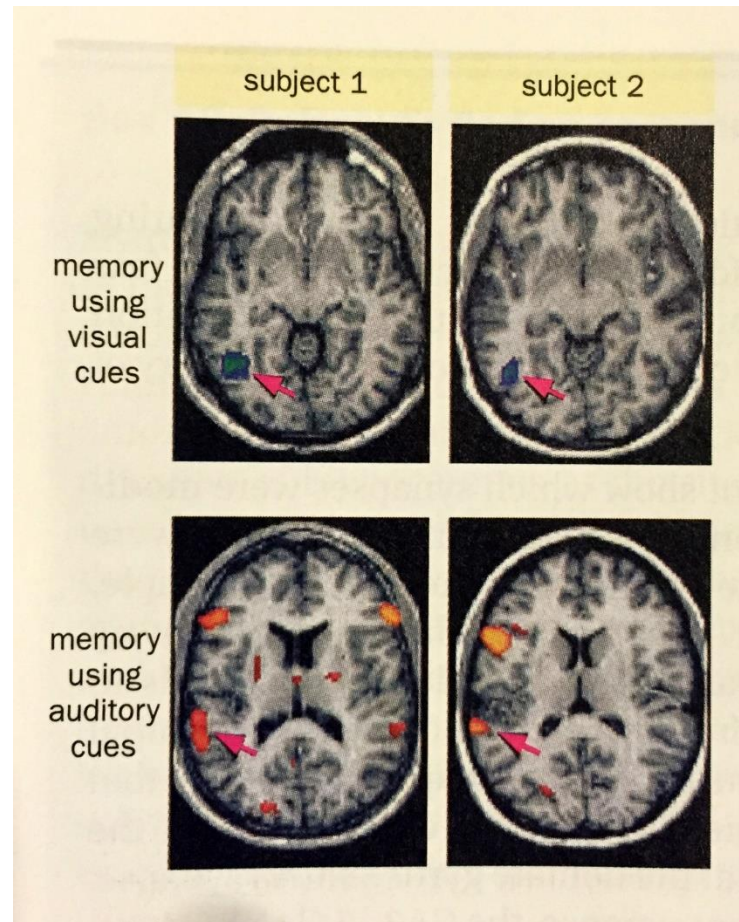 subject 1
subject 2
memory
using
visual
cues
memory
using
auditory
cues